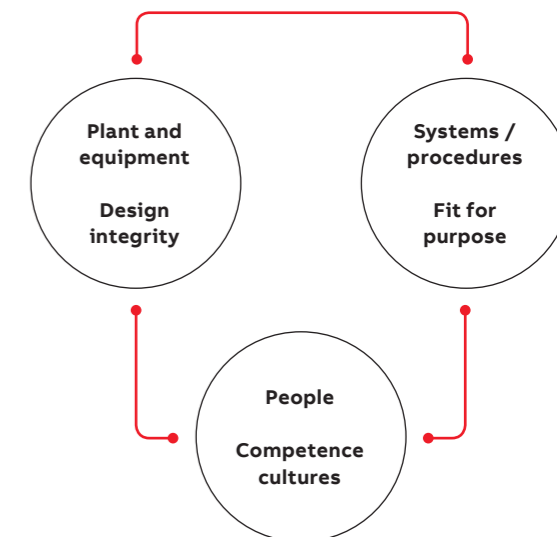 Plant and
equipment
Design
integrity
Systems /
procedures
Fit for
purpose
People
Competence
cultures